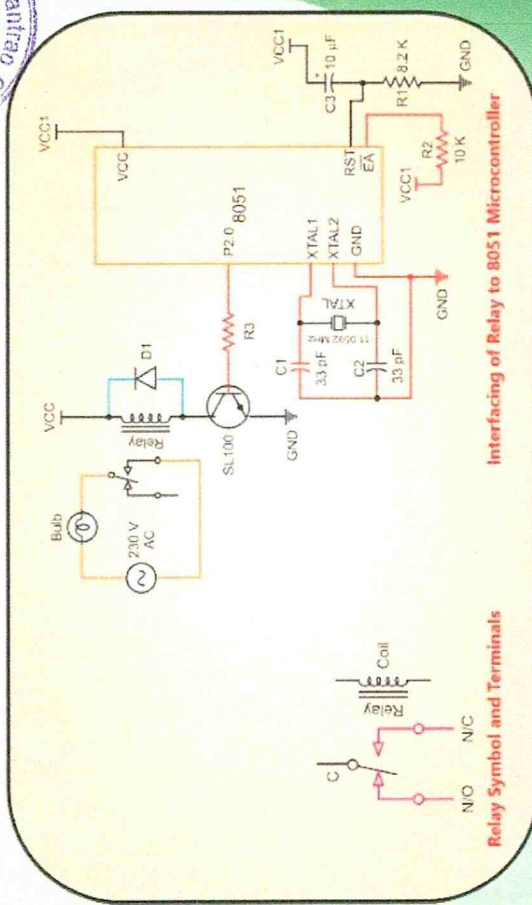 VCC1
VCC
8051
P2.0
RST
EA
XTAL1
XTAL2
GND
VCC1
C3
10 µF
R1
8.2 K
GND
R2
10 K
VCC1
VCC
D1
Relay
SL100
R3
GND
C1
33 pF
XTAL
11.0592 MHz
C2
33 pF
GND
Bulb
230 V
AC
Interfacing of Relay to 8051 Microcontroller
C
Relay
Coil
N/O
N/C
Relay Symbol and Terminals